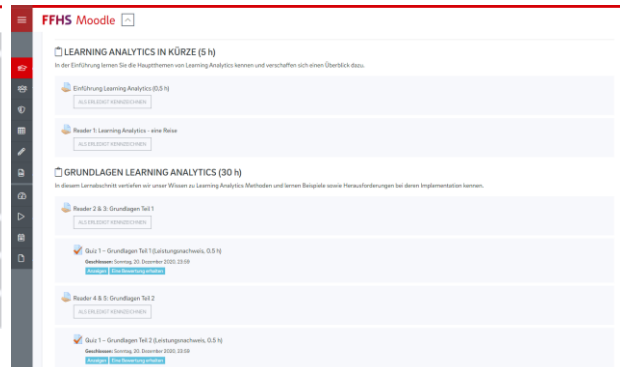 FFHS Moodle
LEARNING ANALYTICS IN KÜRZE (5 h)
In der Einführung lernen Sie die Hauptthemen von Learning Analytics kennen und verschaffen sich einen Überblick dazu.
Einführung Learning Analytics (0,5 h)
ALS ERLEDIGT KENNZEICHNEN
Reader 1: Learning Analytics - eine Reise
ALS ERLEDIGT KENNZEICHNEN
GRUNDLAGEN LEARNING ANALYTICS (30 h)
In diesem Lernabschnitt vertiefen wir unser Wissen zu Learning Analytics-Methoden und lernen Beispiele sowie Herausforderungen bei deren Implementation kennen.
Reader 2 & 3: Grundlagen Teil 1
ALS ERLEDIGT KENNZEICHNEN
Quiz 1 – Grundlagen Teil 1 (Leistungsnachweis, 0.5 h)
Geschlossen: Sonntag, 20. Dezember 2020, 23:59
Anzeigen Eine Bewertung erhalten
Reader 4 & 5: Grundlagen Teil 2
ALS ERLEDIGT KENNZEICHNEN
Quiz 1 – Grundlagen Teil 2 (Leistungsnachweis, 0.5 h)
Geschlossen: Sonntag, 20. Dezember 2020, 23:59
Anzeigen Eine Bewertung erhalten